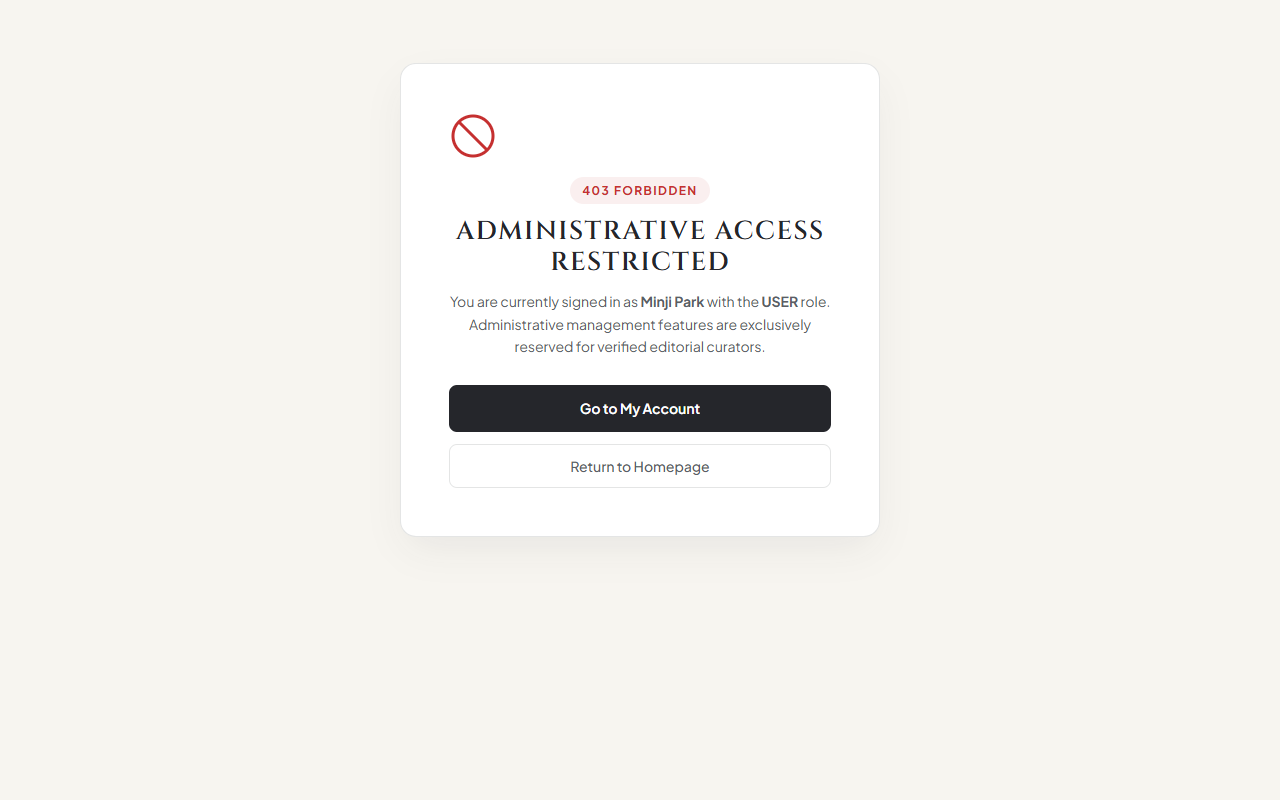 403 FORBIDDEN
ADMINISTRATIVE ACCESS
RESTRICTED
You are currently signed in as Minji Park with the USER role.
Administrative management features are exclusively
reserved for verified editorial curators.
Go to My Account
Return to Homepage